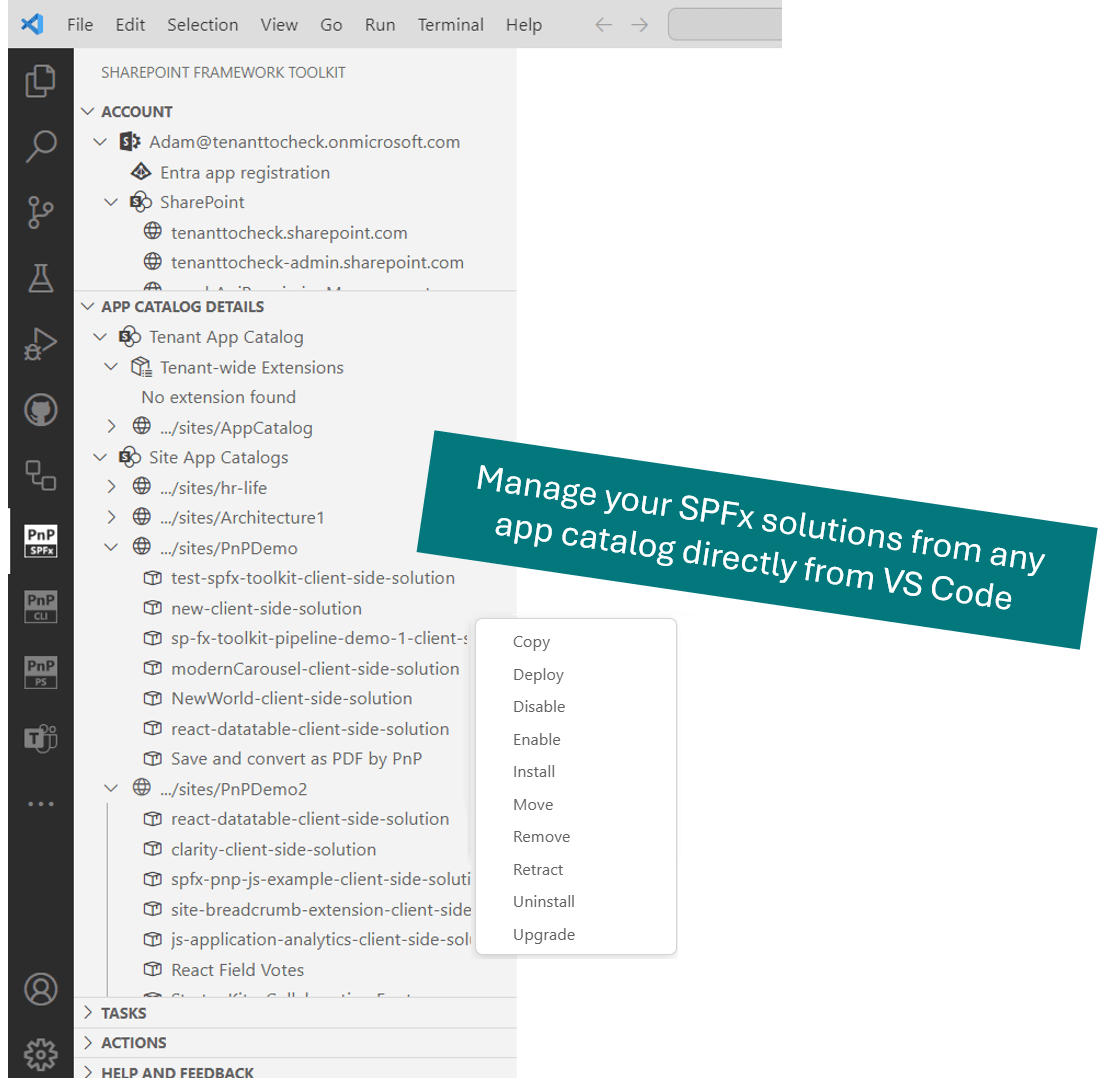 File Edit Selection View Go Run Terminal Help
SHAREPOINT FRAMEWORK TOOLKIT
ACCOUNT
Adam@tenanttocheck.onmicrosoft.com
Entra app registration
SharePoint
tenanttocheck.sharepoint.com
tenanttocheck-admin.sharepoint.com
APP CATALOG DETAILS
Tenant App Catalog
Tenant-wide Extensions
No extension found
.../sites/AppCatalog
Site App Catalogs
.../sites/hr-life
.../sites/Architecture1
.../sites/PnPDemo
test-spfx-toolkit-client-side-solution
new-client-side-solution
sp-fx-toolkit-pipeline-demo-1-client-s
modernCarousel-client-side-solution
NewWorld-client-side-solution
react-datatable-client-side-solution
Save and convert as PDF by PnP
.../sites/PnPDemo2
react-datatable-client-side-solution
clarity-client-side-solution
spfx-pnp-js-example-client-side-soluti
site-breadcrumb-extension-client-side
js-application-analytics-client-side-sol
React Field Votes
TASKS
ACTIONS
HELP AND FEEDBACK
PnP
SPFx
PnP
CLI
PnP
PS
Manage your SPFx solutions from any
app catalog directly from VS Code
Copy
Deploy
Disable
Enable
Install
Move
Remove
Retract
Uninstall
Upgrade